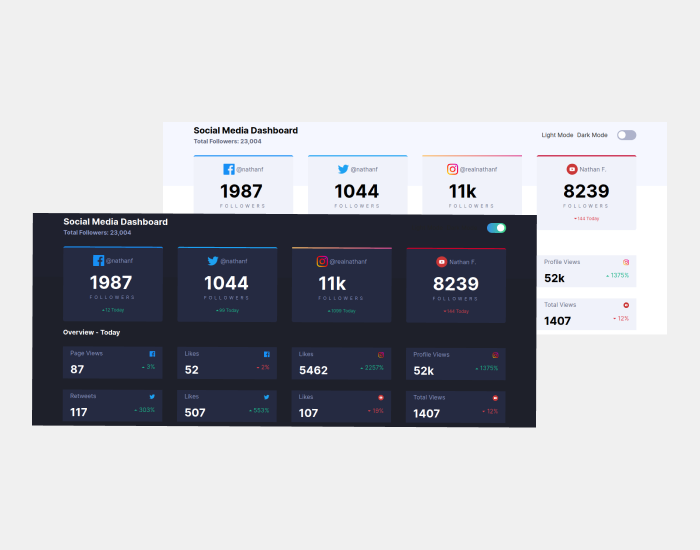 Social Media Dashboard
Total Followers: 23,004
Light Mode Dark Mode
@nathanf
1987
FOLLOWERS
@nathanf
1044
FOLLOWERS
@realnathanf
11k
FOLLOWERS
Nathan F.
8239
FOLLOWERS
144 Today
Profile Views
52k
1375%
Total Views
1407
12%
Social Media Dashboard
Total Followers: 23,004
@nathanf
1987
FOLLOWERS
12 Today
@nathanf
1044
FOLLOWERS
99 Today
@realnathanf
11k
FOLLOWERS
1099 Today
Nathan F.
8239
FOLLOWERS
144 Today
Overview - Today
Page Views
87
3%
Likes
52
2%
Likes
5462
2257%
Profile Views
52k
1375%
Retweets
117
303%
Likes
507
553%
Likes
107
19%
Total Views
1407
12%